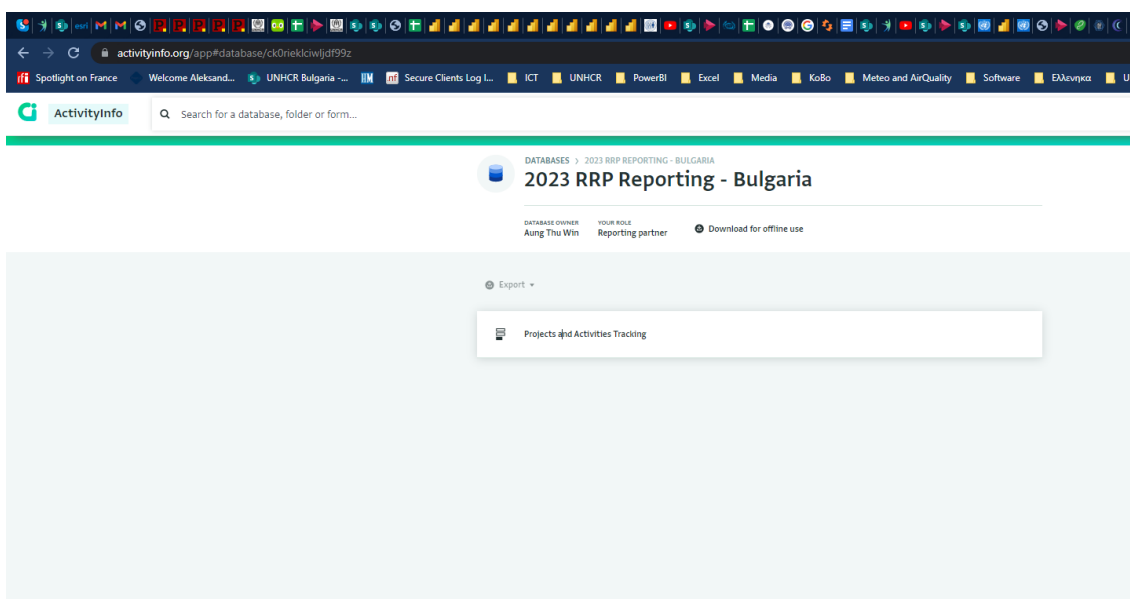 activityinfo.org/app#database/ck0rieklciwljdf99z
Spotlight on France Welcome Aleksand... UNHCR Bulgaria -... Secure Clients Log I... ICT UNHCR PowerBI Excel Media KoBo Meteo and AirQuality Software Ελληνηκα
ActivityInfo Search for a database, folder or form...
DATABASES > 2023 RRP REPORTING - BULGARIA
2023 RRP Reporting - Bulgaria
DATABASE OWNER YOUR ROLE
Aung Thu Win Reporting partner Download for offline use
Export
Projects and Activities Tracking